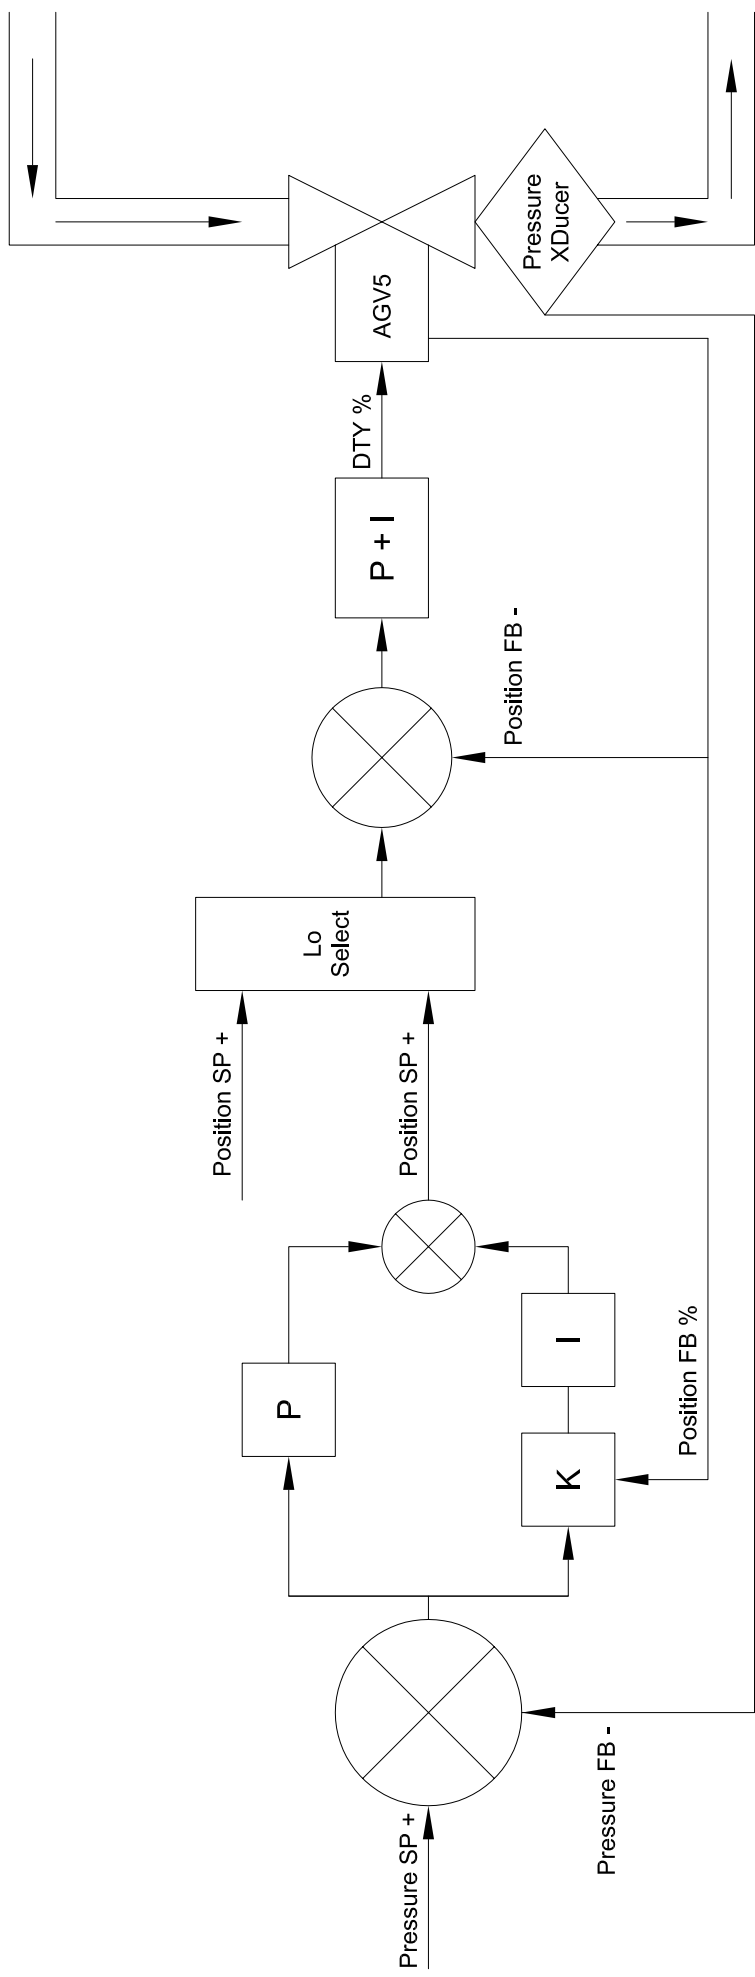 Pressure SP +
Pressure FB -
P
K
I
Position FB %
Position SP +
Position SP +
Lo
Select
Position FB -
P + I
DTY %
AGV5
Pressure
XDucer